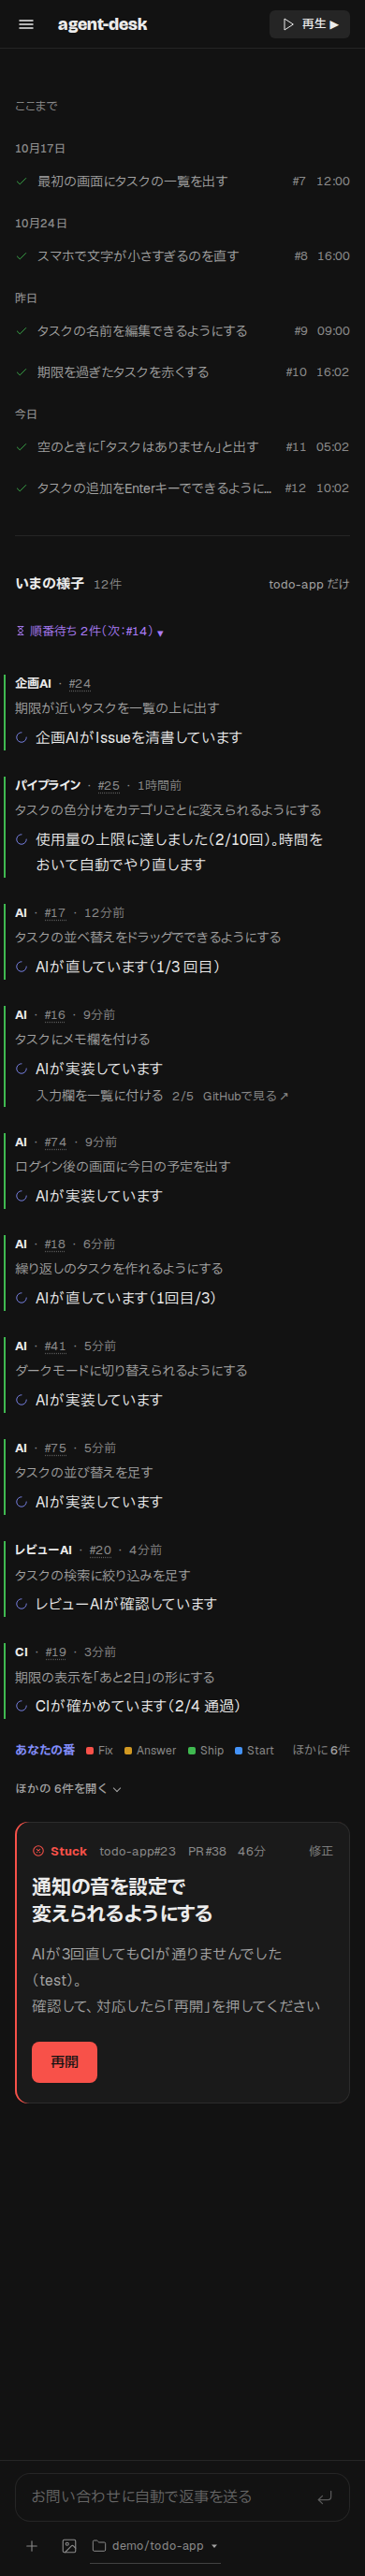 agent-desk 再生 ▶
ここまで
10月17日
最初の画面にタスクの一覧を出す #7 12:00
10月24日
スマホで文字が小さすぎるのを直す #8 16:00
昨日
タスクの名前を編集できるようにする #9 09:00
期限を過ぎたタスクを赤くする #10 16:02
今日
空のときに「タスクはありません」と出す #11 05:02
タスクの追加をEnterキーでできるように… #12 10:02
いまの様子 12件 todo-app だけ
順番待ち 2件(次:#14) ▼
企画AI · #24
期限が近いタスクを一覧の上に出す
企画AIがIssueを清書しています
パイプライン · #25 · 1時間前
タスクの色分けをカテゴリごとに変えられるようにする
使用量の上限に達しました(2/10回)。時間を
おいて自動でやり直します
AI · #17 · 12分前
タスクの並べ替えをドラッグでできるようにする
AIが直しています(1/3 回目)
AI · #16 · 9分前
タスクにメモ欄を付ける
AIが実装しています
入力欄を一覧に付ける 2/5 GitHubで見る ↗
AI · #74 · 9分前
ログイン後の画面に今日の予定を出す
AIが実装しています
AI · #18 · 6分前
繰り返しのタスクを作れるようにする
AIが直しています(1回目/3)
AI · #41 · 5分前
ダークモードに切り替えられるようにする
AIが実装しています
AI · #75 · 5分前
タスクの並び替えを足す
AIが実装しています
レビューAI · #20 · 4分前
タスクの検索に絞り込みを足す
レビューAIが確認しています
CI · #19 · 3分前
期限の表示を「あと2日」の形にする
CIが確かめています(2/4 通過)
あなたの番 Fix Answer Ship Start ほかに 6件
ほかの 6件を開く
Stuck todo-app#23 PR#38 46分 修正
通知の音を設定で
変えられるようにする
AIが3回直してもCIが通りませんでした
(test)。
確認して、対応したら「再開」を押してください
再開
お問い合わせに自動で返事を送る
demo/todo-app